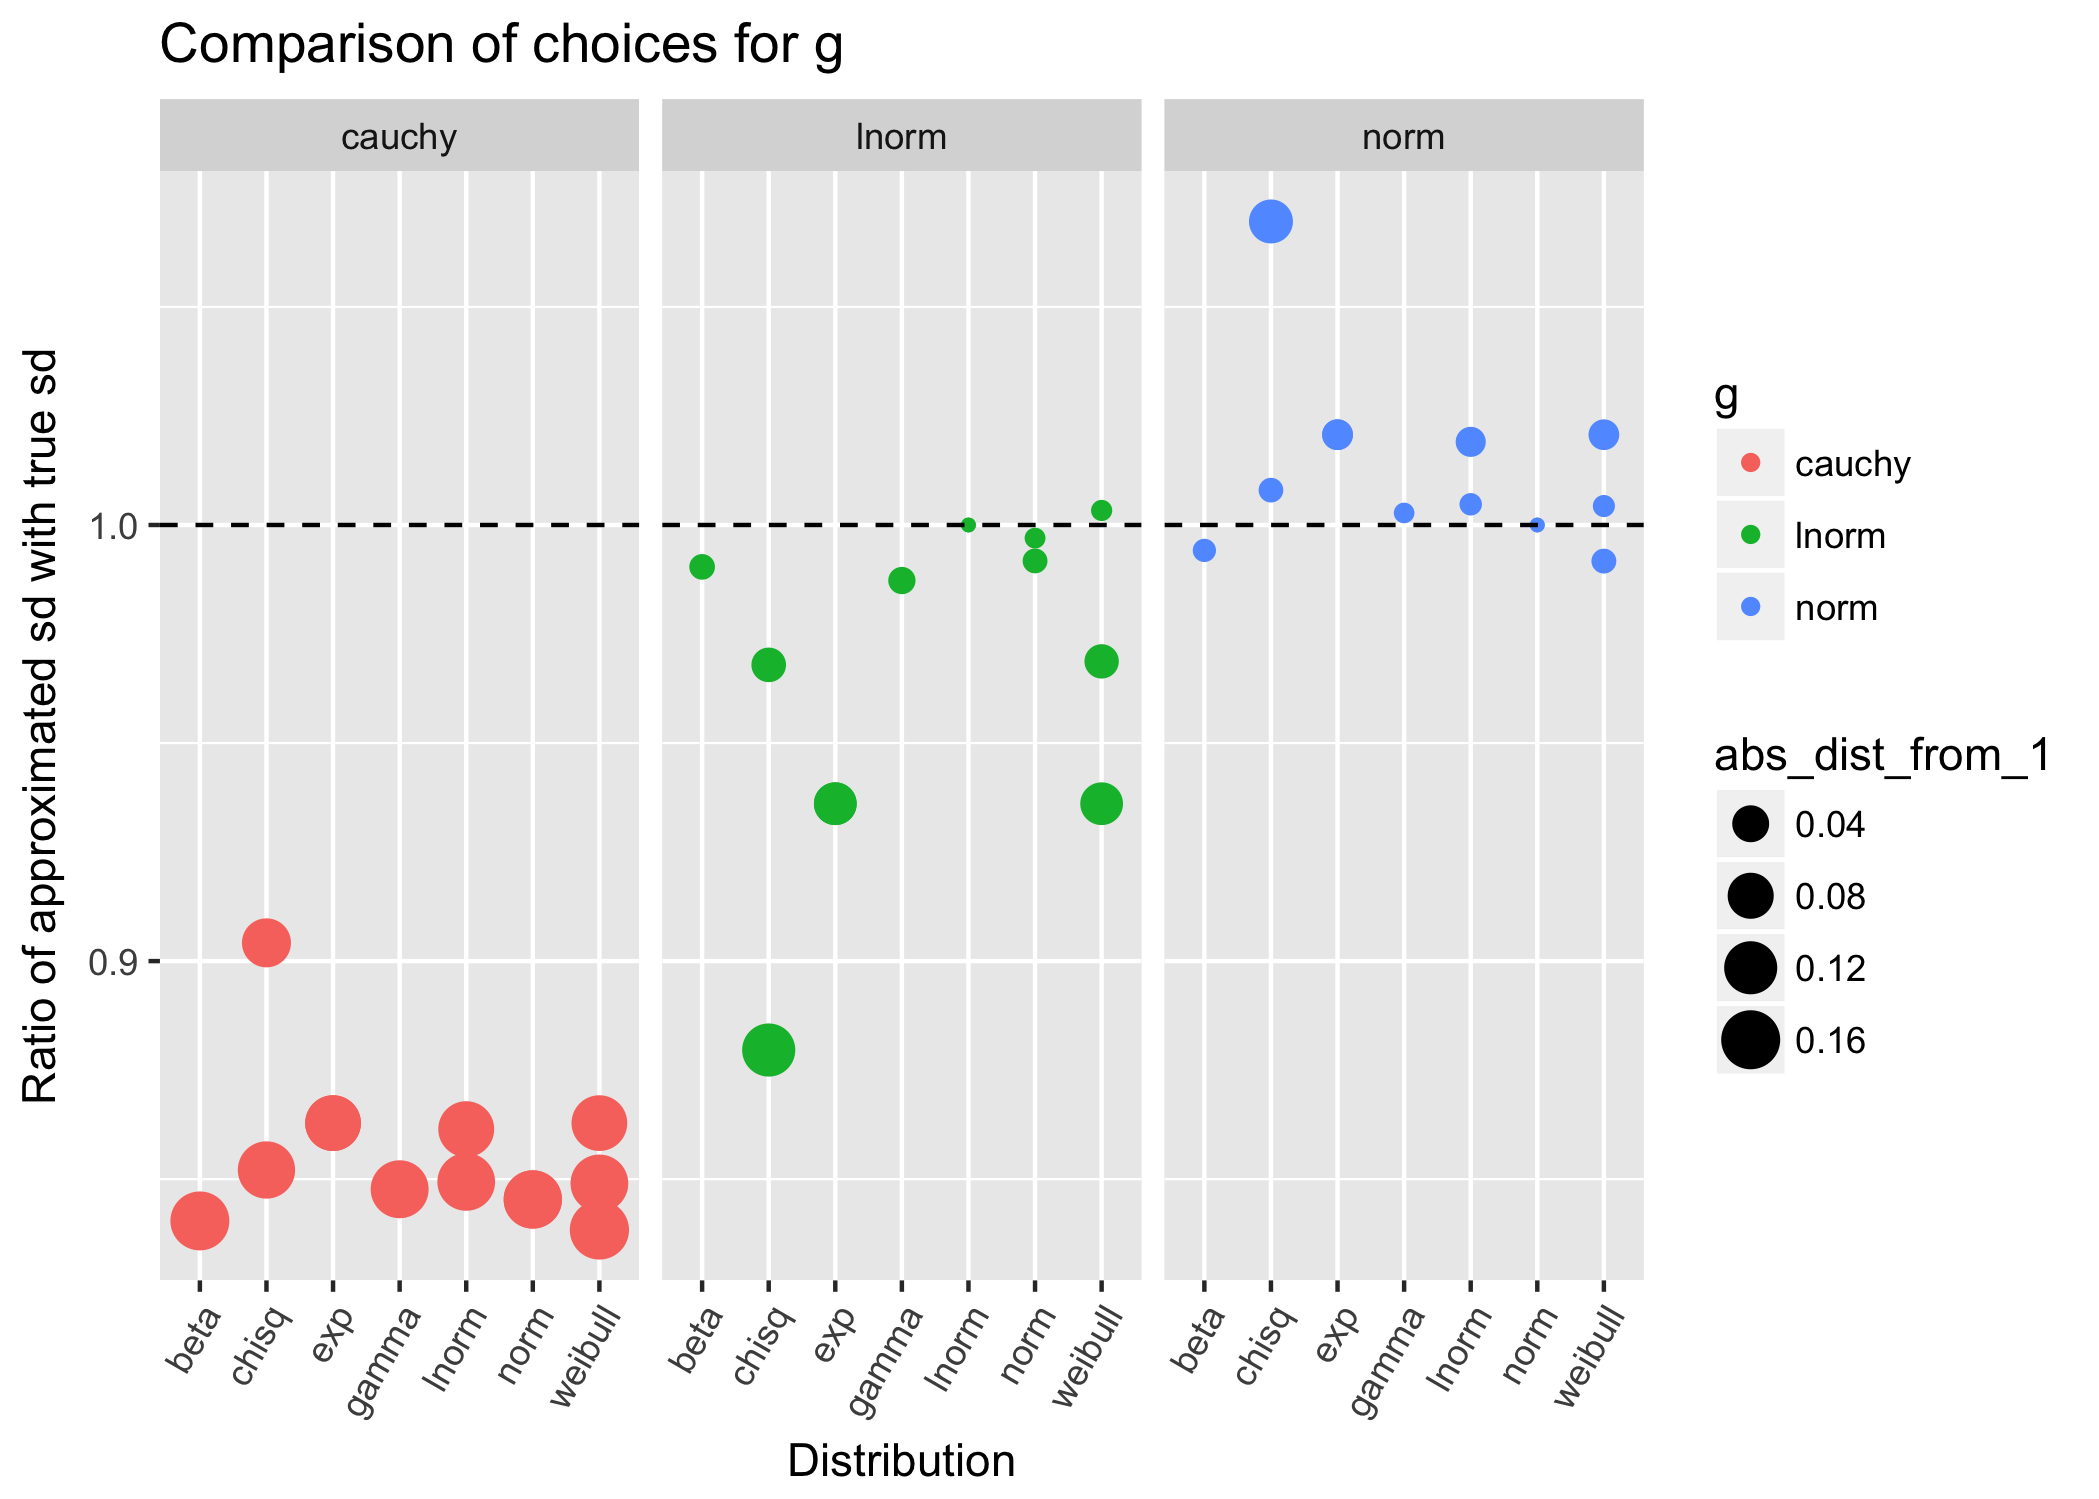 Comparison of choices for g
cauchy
lnorm
norm
Ratio of approximated sd with true sd
1.0
0.9
beta
chisq
exp
gamma
lnorm
norm
weibull
beta
chisq
exp
gamma
lnorm
norm
weibull
beta
chisq
exp
gamma
lnorm
norm
weibull
Distribution
g
cauchy
lnorm
norm
abs_dist_from_1
0.04
0.08
0.12
0.16